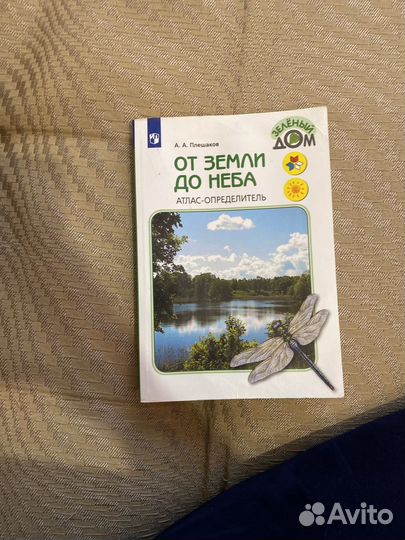 А. А. Плешаков
ЗЕЛЁНЫЙ
ДОМ
ОТ ЗЕМЛИ
ДО НЕБА
АТЛАС-ОПРЕДЕЛИТЕЛЬ
Avito